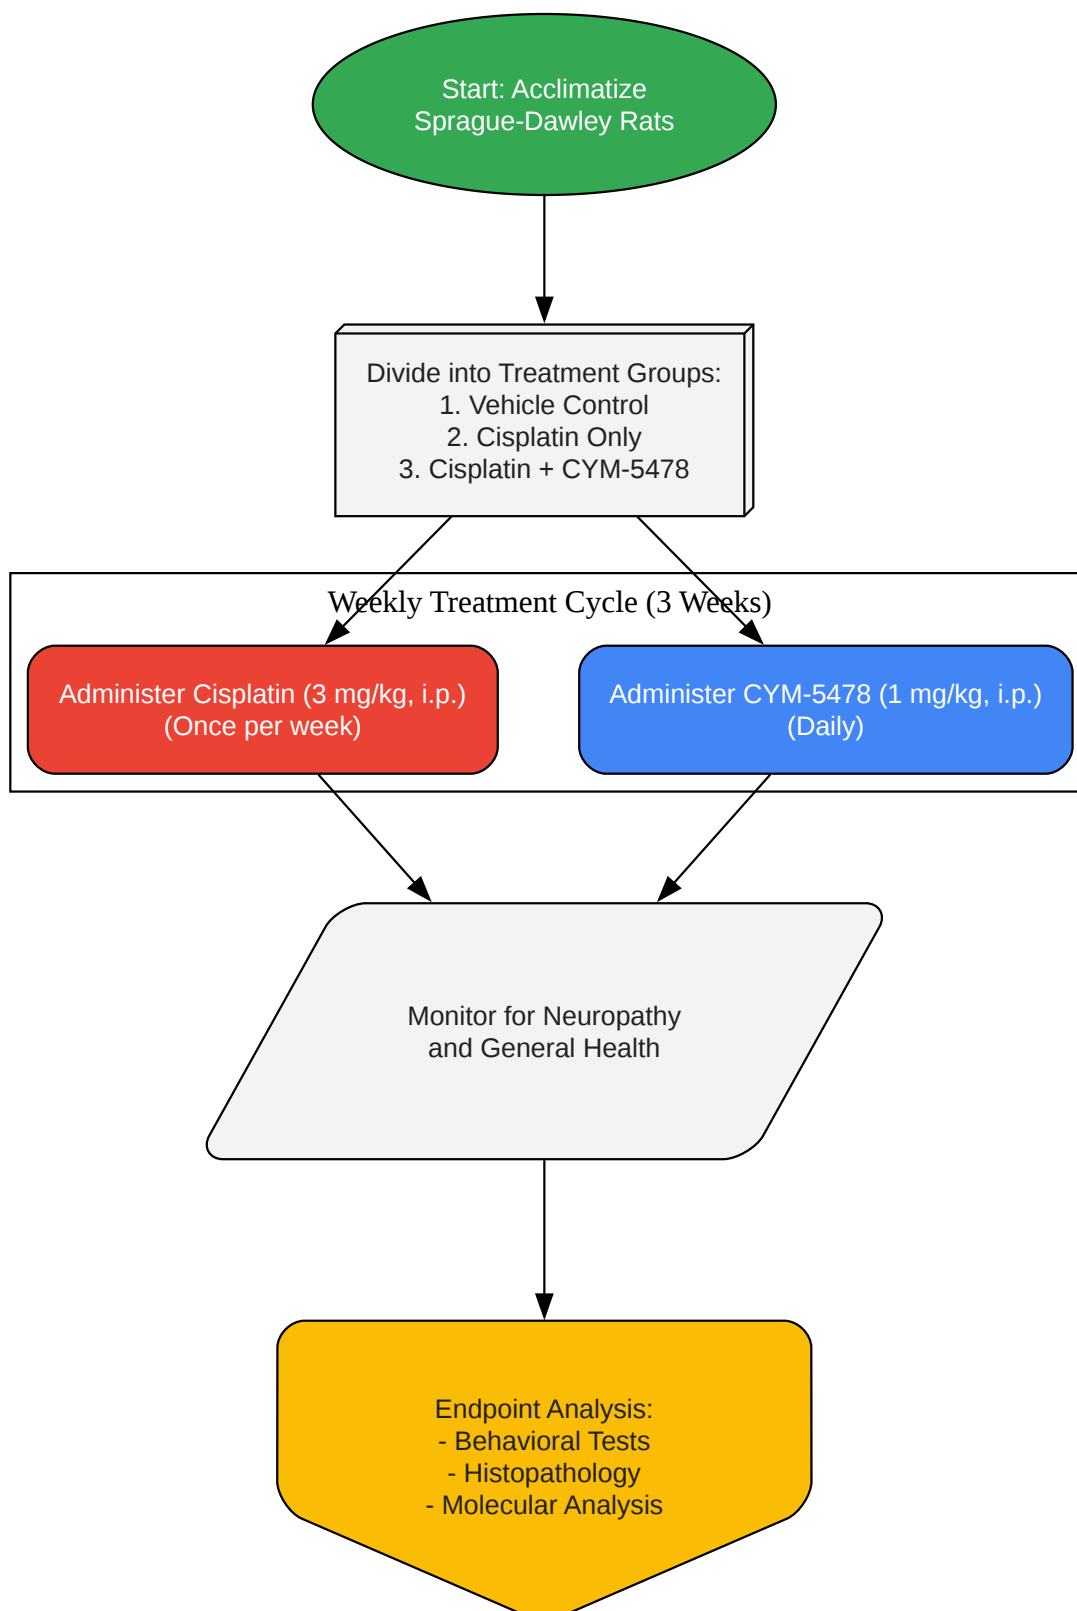 Start: Acclimatize
Sprague-Dawley Rats
Divide into Treatment Groups:
1. Vehicle Control
2. Cisplatin Only
3. Cisplatin + CYM-5478
Weekly Treatment Cycle (3 Weeks)
Administer Cisplatin (3 mg/kg, i.p.)
(Once per week)
Administer CYM-5478 (1 mg/kg, i.p.)
(Daily)
Monitor for Neuropathy
and General Health
Endpoint Analysis:
- Behavioral Tests
- Histopathology
- Molecular Analysis